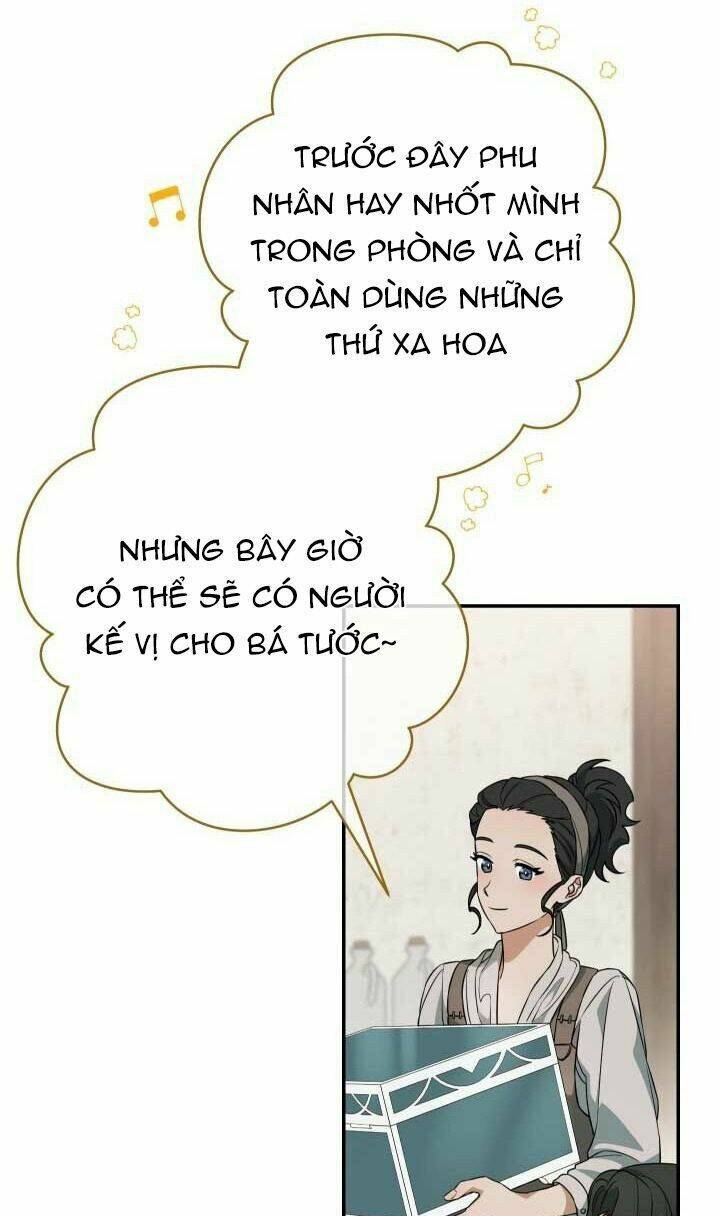 TRƯỚC ĐÂY PHU
NHÂN HAY NHỐT MÌNH
TRONG PHÒNG VÀ CHỈ
TOÀN DÙNG NHỮNG
THỨ XA HOA
NHƯNG BÂY GIỜ
CÓ THỂ SẼ CÓ NGƯỜI
KẾ VỊ CHO BÁ TƯỚC~